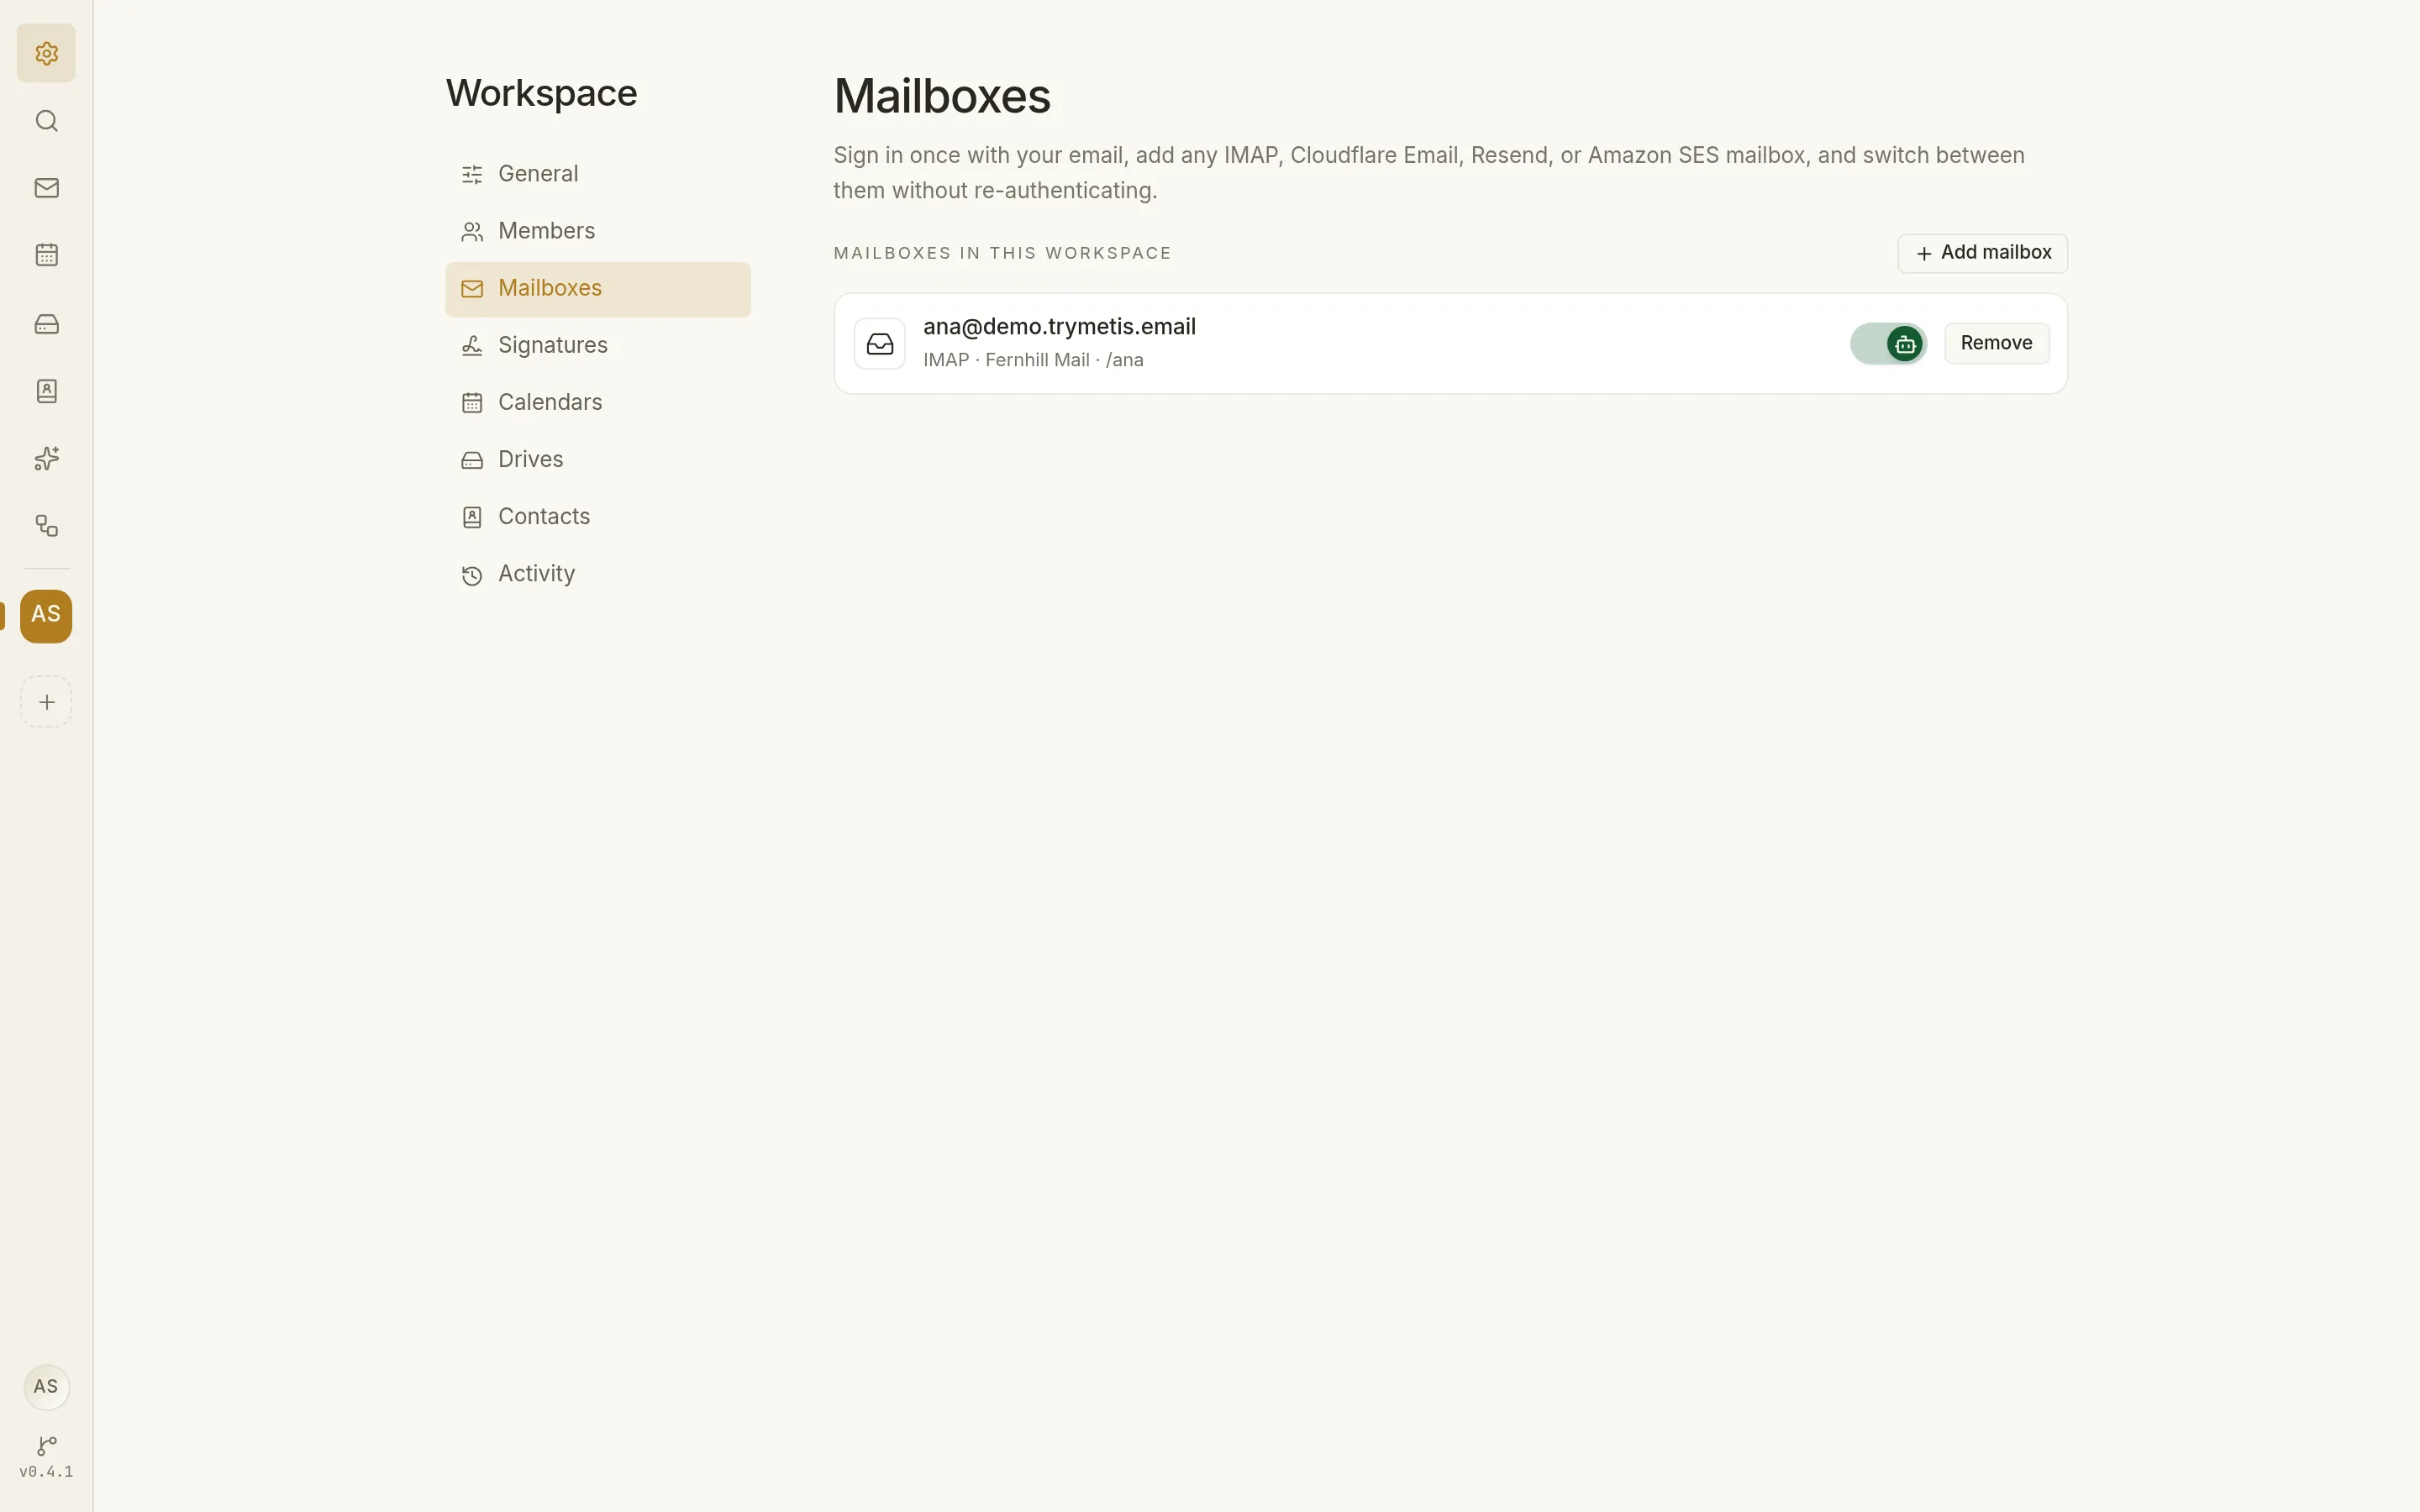 Workspace
General
Members
Mailboxes
Signatures
Calendars
Drives
Contacts
Activity
Mailboxes
Sign in once with your email, add any IMAP, Cloudflare Email, Resend, or Amazon SES mailbox, and switch between
them without re-authenticating.
MAILBOXES IN THIS WORKSPACE
Add mailbox
ana@demo.trymetis.email
IMAP · Fernhill Mail · /ana
Remove
AS
AS
v0.4.1